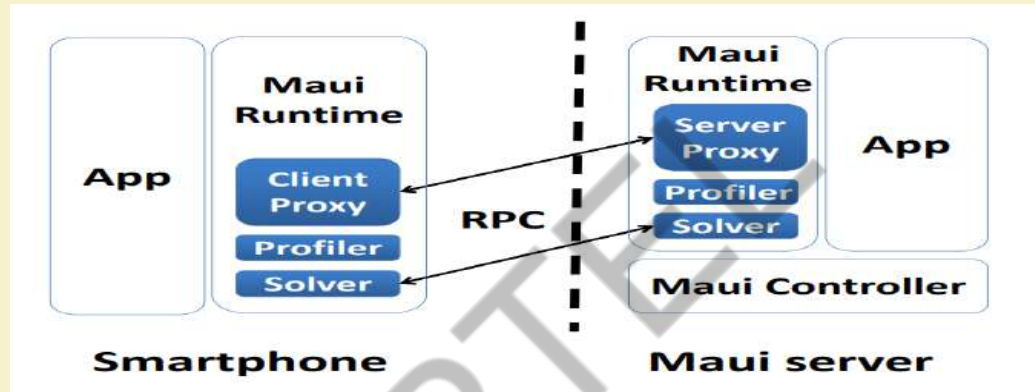 App
Maui
Runtime
Client
Proxy
Profiler
Solver
Smartphone
RPC
Maui
Runtime
Server
Proxy
Profiler
Solver
App
Maui Controller
Maui server